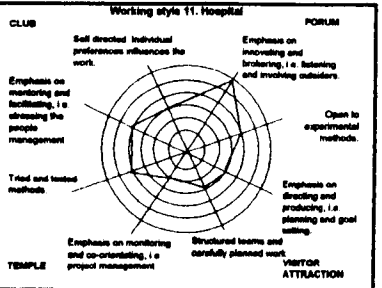 Working style 11. Hospital
CLUB
FORUM
Self directed Individual
preferences influences the
work.
Emphasis on
innovating and
brokering, i.e. listening
and involving outsiders.
Emphasis on
mentoring and
facilitating, i.e
stressing the
people
management
Open to
experimental
methods.
Tried and tested
methods.
Emphasis on
directing and
producing, i.e
planning and goal
setting.
Emphasis on monitoring
and co-orientating, i.e
project management
Structured teams and
carefully planned work
TEMPLE
VISITOR
ATTRACTION